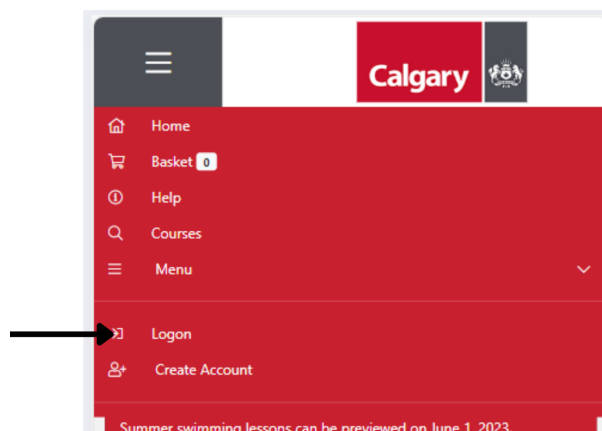 Calgary
Home
Basket 0
Help
Courses
Menu
Logon
Create Account
Summer swimming lessons can be previewed on June 1, 2023